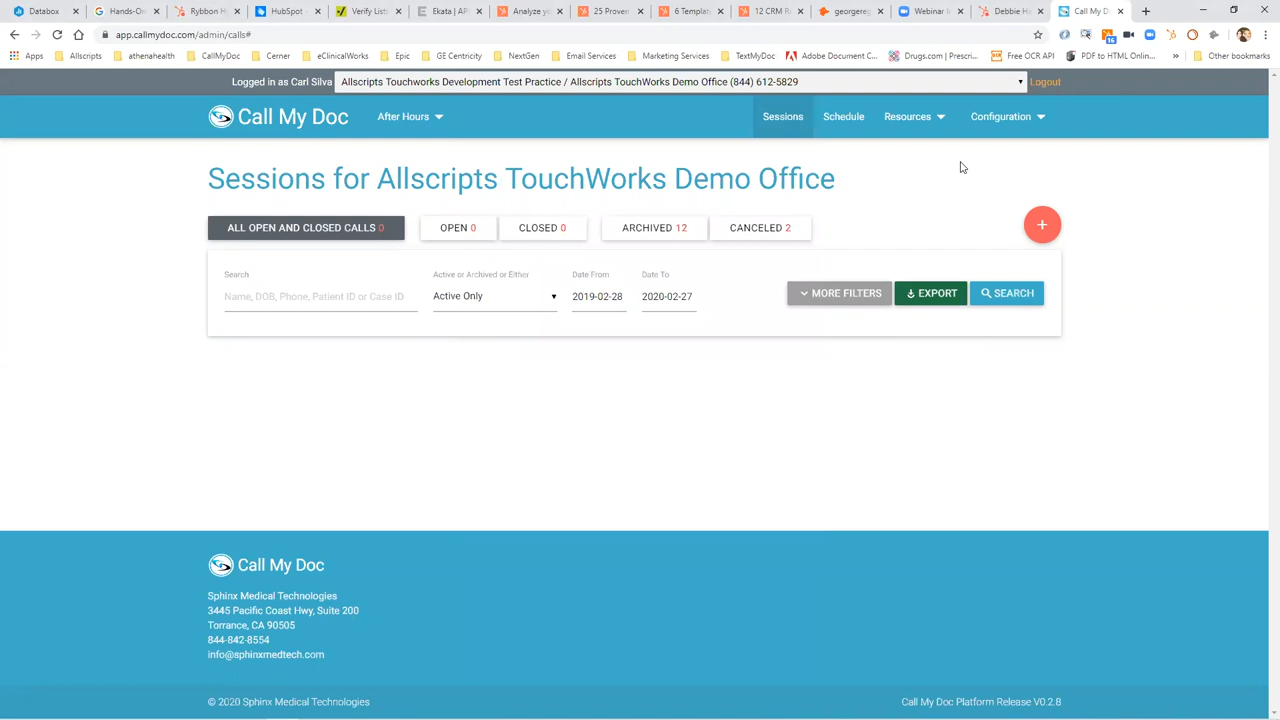 Databox
Hands-On
Rybbon H
HubSpot
Verify List
Ekata | AP
Analyze yo
25 Proven
6 Template
12 CRM R
georgereg
Webinar I
Debbie Ha
Call My D
app.callmydoc.com/admin/calls#
16
Apps
Allscripts
athenahealth
CallMyDoc
Cerner
eClinicalWorks
Epic
GE Centricity
NextGen
Email Services
Marketing Services
TextMyDoc
Adobe Document C...
Drugs.com | Prescri...
Free OCR API
PDF to HTML Onlin...
Other bookmarks
Logged in as Carl Silva
Allscripts Touchworks Development Test Practice / Allscripts TouchWorks Demo Office (844) 612-5829
Logout
Call My Doc
After Hours
Sessions
Schedule
Resources
Configuration
Sessions for Allscripts TouchWorks Demo Office
ALL OPEN AND CLOSED CALLS 0
OPEN 0
CLOSED 0
ARCHIVED 12
CANCELED 2
Search
Active or Archived or Either
Date From
Date To
Name, DOB, Phone, Patient ID or Case ID
Active Only
2019-02-28
2020-02-27
MORE FILTERS
EXPORT
SEARCH
Call My Doc
Sphinx Medical Technologies
3445 Pacific Coast Hwy, Suite 200
Torrance, CA 90505
844-842-8554
info@sphinxmedtech.com
© 2020 Sphinx Medical Technologies
Call My Doc Platform Release V0.2.8